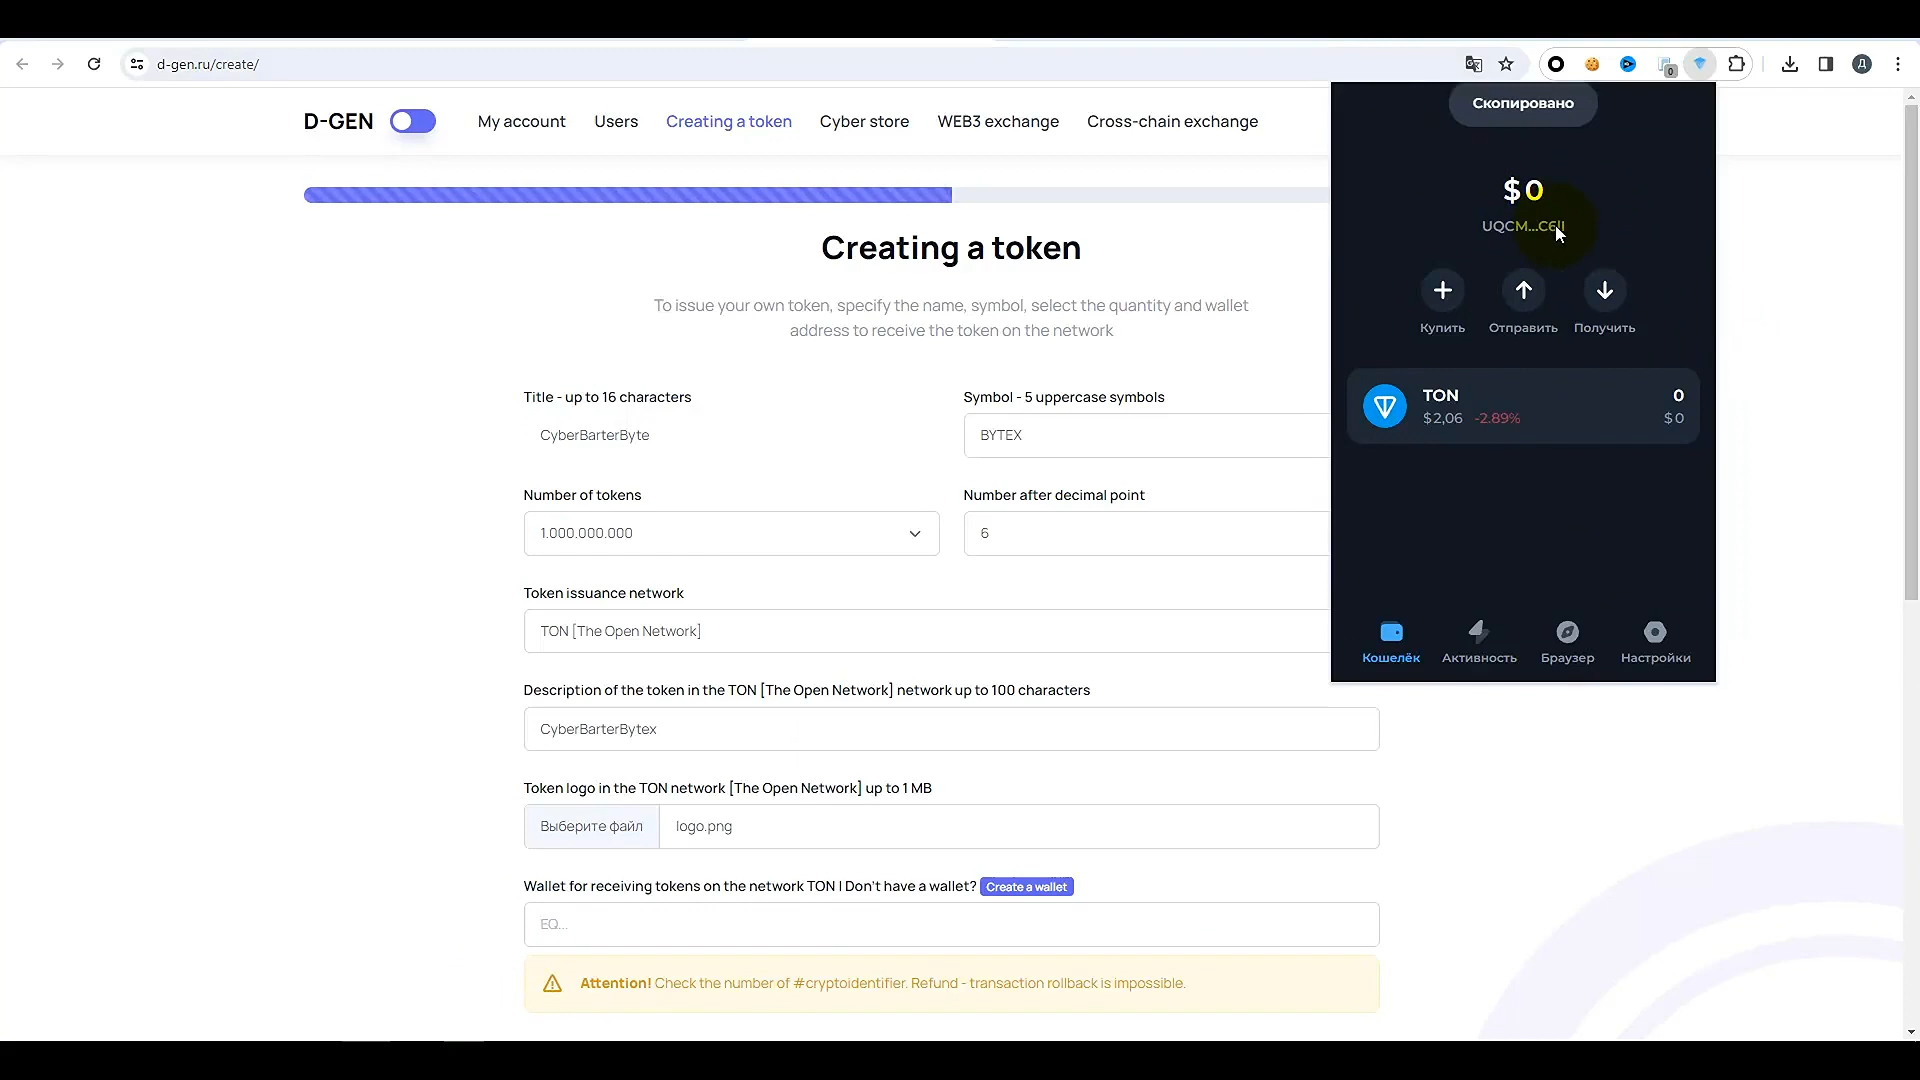 d-gen.ru/create/
0
Д
D-GEN
My account
Users
Creating a token
Cyber store
WEB3 exchange
Cross-chain exchange
Creating a token
To issue your own token, specify the name, symbol, select the quantity and wallet
address to receive the token on the network
Title - up to 16 characters
CyberBarterByte
Symbol - 5 uppercase symbols
BYTEX
Number of tokens
1.000.000.000
Number after decimal point
6
Token issuance network
TON [The Open Network]
Description of the token in the TON [The Open Network] network up to 100 characters
CyberBarterBytex
Token logo in the TON network [The Open Network] up to 1 MB
Выберите файл
logo.png
Wallet for receiving tokens on the network TON | Don't have a wallet? Create a wallet
EQ...
Attention! Check the number of #cryptoidentifier. Refund - transaction rollback is impossible.
Скопировано
$ 0
Купить
Отправить
Получить
TON
0
$ 2,06 -2.89%
$ 0
Кошелёк
Активность
Браузер
Настройки